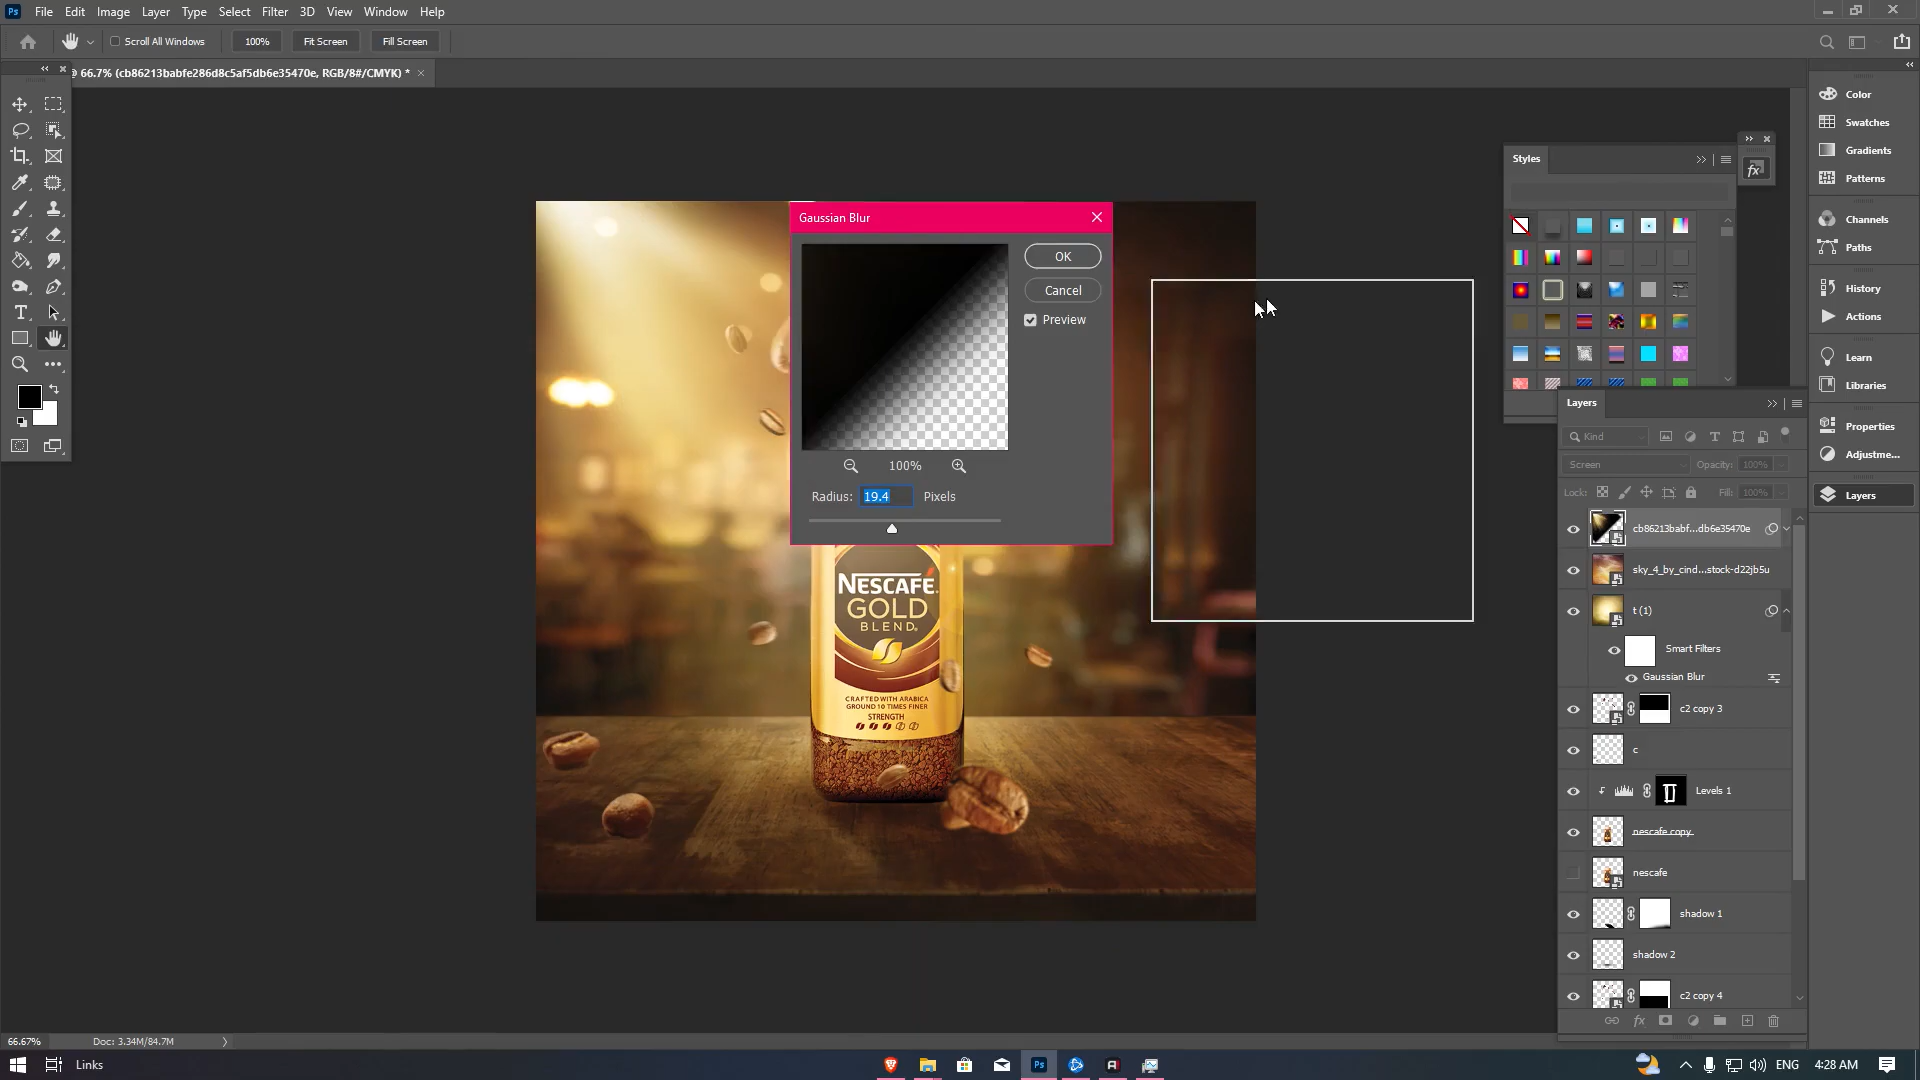 Ps File Edit Image Layer Type Select Filter 3D View Window Help
Scroll All Windows 100% Fit Screen Fill Screen
@ 66.7% (cb86213babfe286d8c5af5db6e35470e, RGB/8#/CMYK) * ×
Gaussian Blur
OK
Cancel
Preview
100%
Radius: 19.4 Pixels
NESCAFÉ.
GOLD
BLEND
CRAFTED WITH ARABICA
GROUND 10 TIMES FINER
STRENGTH
T
Styles
fx
Color
Swatches
Gradients
Patterns
Channels
Paths
History
Actions
Learn
Libraries
Properties
Adjustme...
Layers
Layers
Kind
Screen Opacity: 100%
Lock: Fill: 100%
cb86213babf...db6e35470e
sky_4_by_cind...stock-d22jb5u
t (1)
Smart Filters
Gaussian Blur
c2 copy 3
c
Levels 1
nescafe copy
nescafe
shadow 1
shadow 2
c2 copy 4
fx
66.67% Doc: 3.34M/84.7M
Links
Ps
ENG 4:28 AM